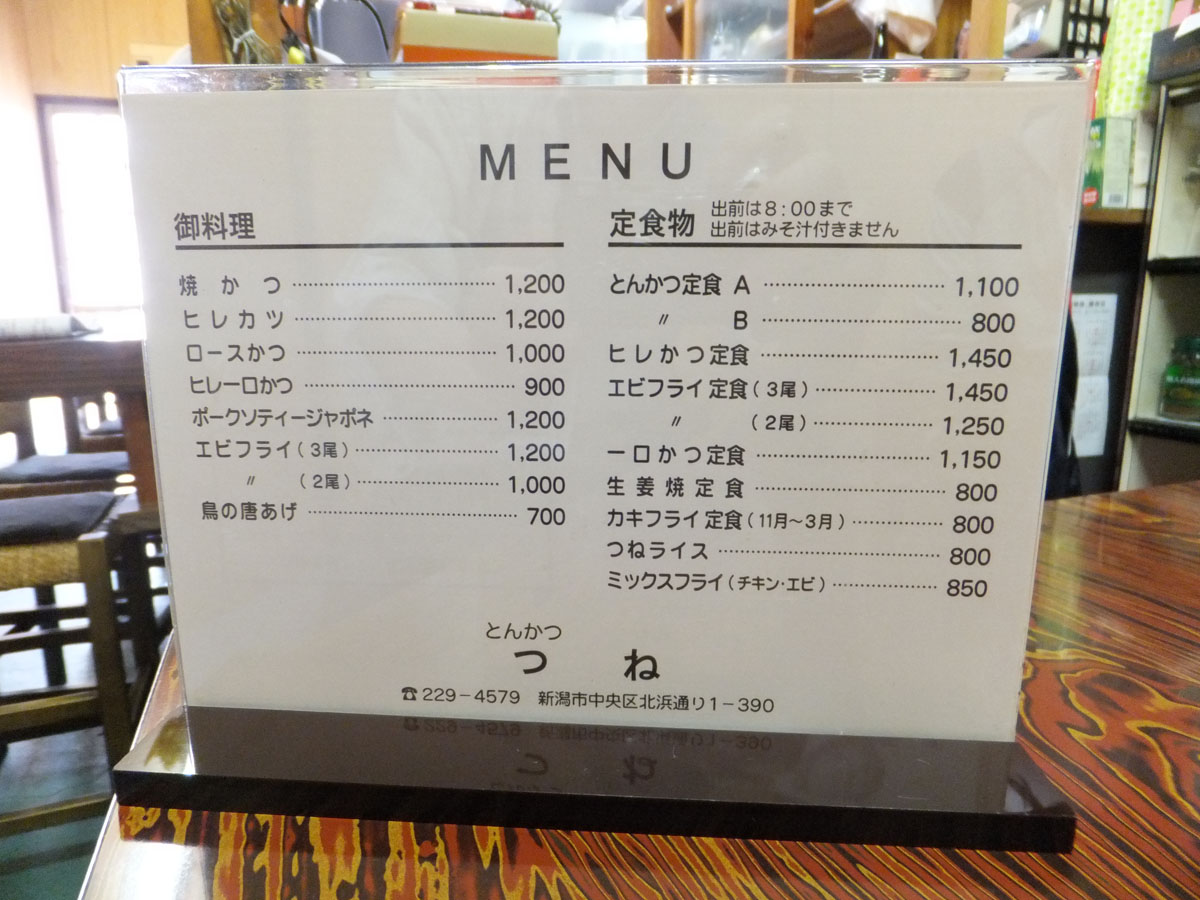 MENU
御料理
焼かつ 1,200
ヒレカツ 1,200
ロースかつ 1,000
ヒレ一口かつ 900
ポークソティージャポネ 1,200
エビフライ(3尾) 1,200
〃 (2尾) 1,000
鳥の唐あげ 700
定食物 出前は8:00まで
出前はみそ汁付きません
とんかつ定食 A 1,100
〃 B 800
ヒレかつ定食 1,450
エビフライ定食(3尾) 1,450
〃 (2尾) 1,250
一口かつ定食 1,150
生姜焼定食 800
カキフライ定食(11月〜3月) 800
つねライス 800
ミックスフライ(チキン・エビ) 850
とんかつ
つね
☎229-4579 新潟市中央区北浜通り1-390